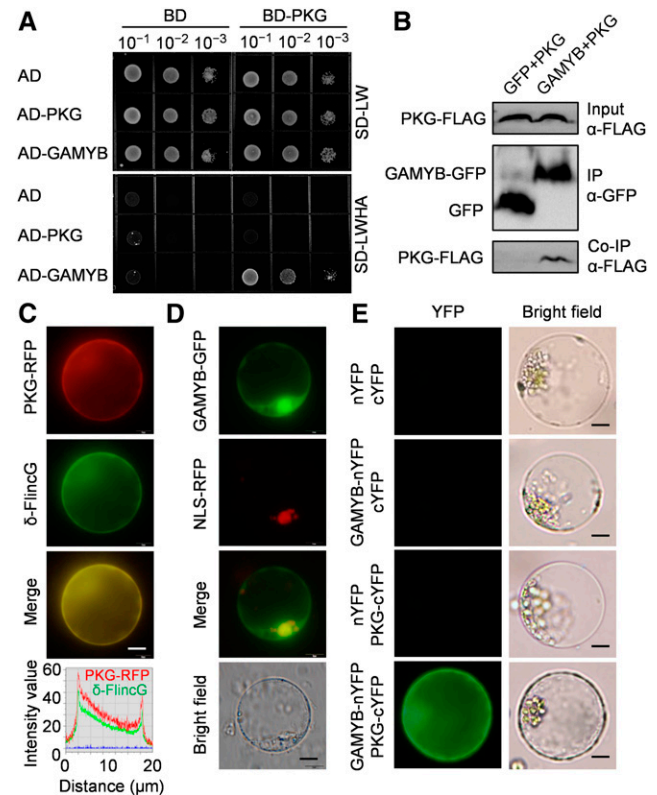 A
BD BD-PKG
10−1 10−2 10−3 10−1 10−2 10−3
AD
AD-PKG
AD-GAMYB
SD-LW
AD
AD-PKG
AD-GAMYB
SD-LWHA
B
GFP+PKG
GAMYB+PKG
PKG-FLAG
Input
α-FLAG
GAMYB-GFP
GFP
IP
α-GFP
PKG-FLAG
Co-IP
α-FLAG
C
PKG-RFP
δ-FlincG
Merge
PKG-RFP
δ-FlincG
Intensity value
60
40
20
0
0 10 20
Distance (μm)
D
GAMYB-GFP
NLS-RFP
Merge
Bright field
E
YFP Bright field
nYFP
cYFP
GAMYB-nYFP
cYFP
nYFP
PKG-cYFP
GAMYB-nYFP
PKG-cYFP